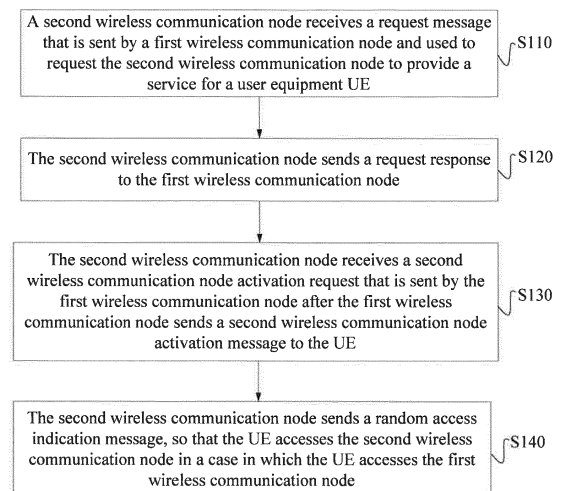 A second wireless communication node receives a request message
that is sent by a first wireless communication node and used to
request the second wireless communication node to provide a
service for a user equipment UE
S110
The second wireless communication node sends a request response
to the first wireless communication node
S120
The second wireless communication node receives a second
wireless communication node activation request that is sent by the
first wireless communication node after the first wireless
communication node sends a second wireless communication node
activation message to the UE
S130
The second wireless communication node sends a random access
indication message, so that the UE accesses the second wireless
communication node in a case in which the UE accesses the first
wireless communication node
S140